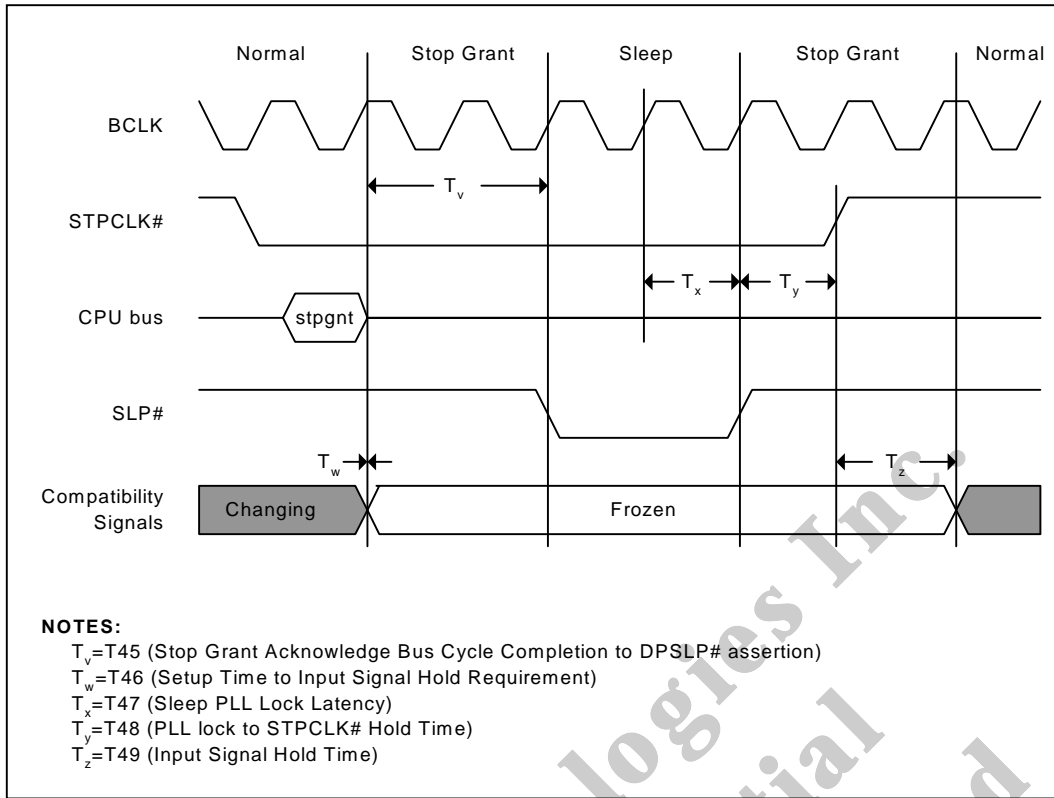 Normal Stop Grant Sleep Stop Grant Normal
BCLK
Tv
STPCLK#
Tx Ty
CPU bus stpgnt
SLP#
Tw Tz
Compatibility
Signals
Changing Frozen
NOTES:
Tv=T45 (Stop Grant Acknowledge Bus Cycle Completion to DPSLP# assertion)
Tw=T46 (Setup Time to Input Signal Hold Requirement)
Tx=T47 (Sleep PLL Lock Latency)
Ty=T48 (PLL lock to STPCLK# Hold Time)
Tz=T49 (Input Signal Hold Time)
logies Inc.
tial
d